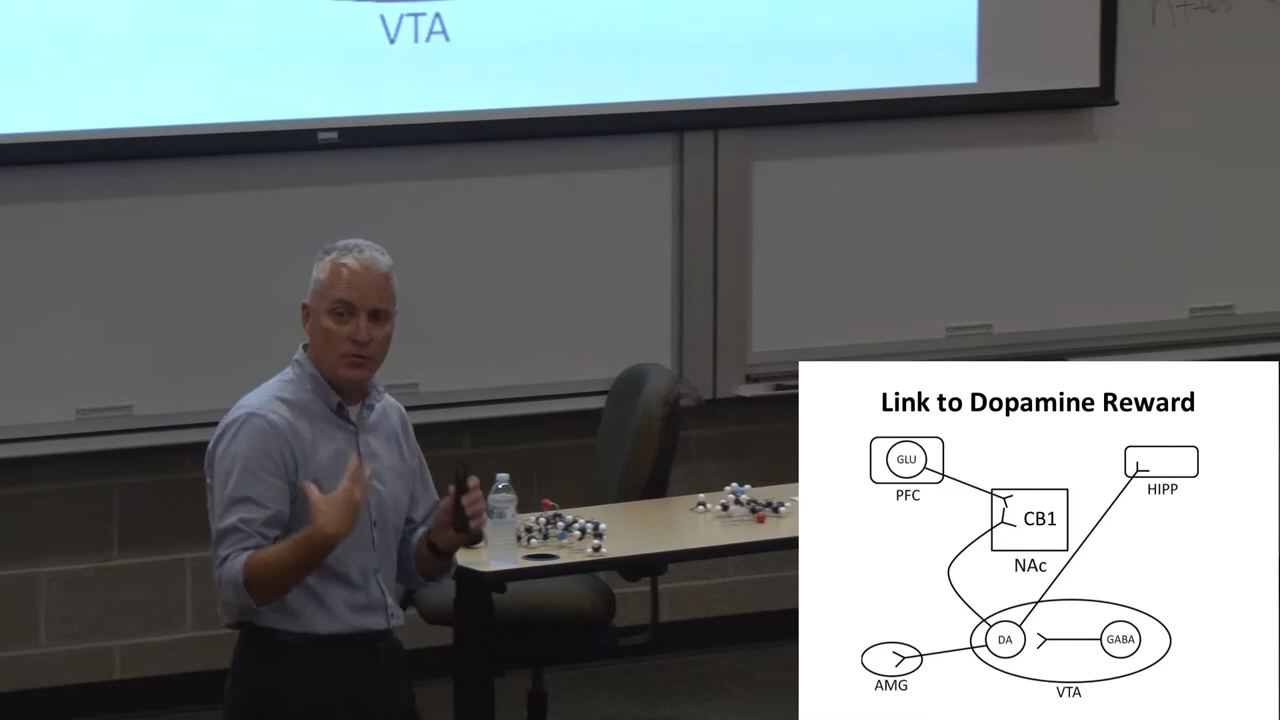 VTA
Link to Dopamine Reward
GLU
PFC
HIPP
CB1
NAc
DA
GABA
AMG
VTA